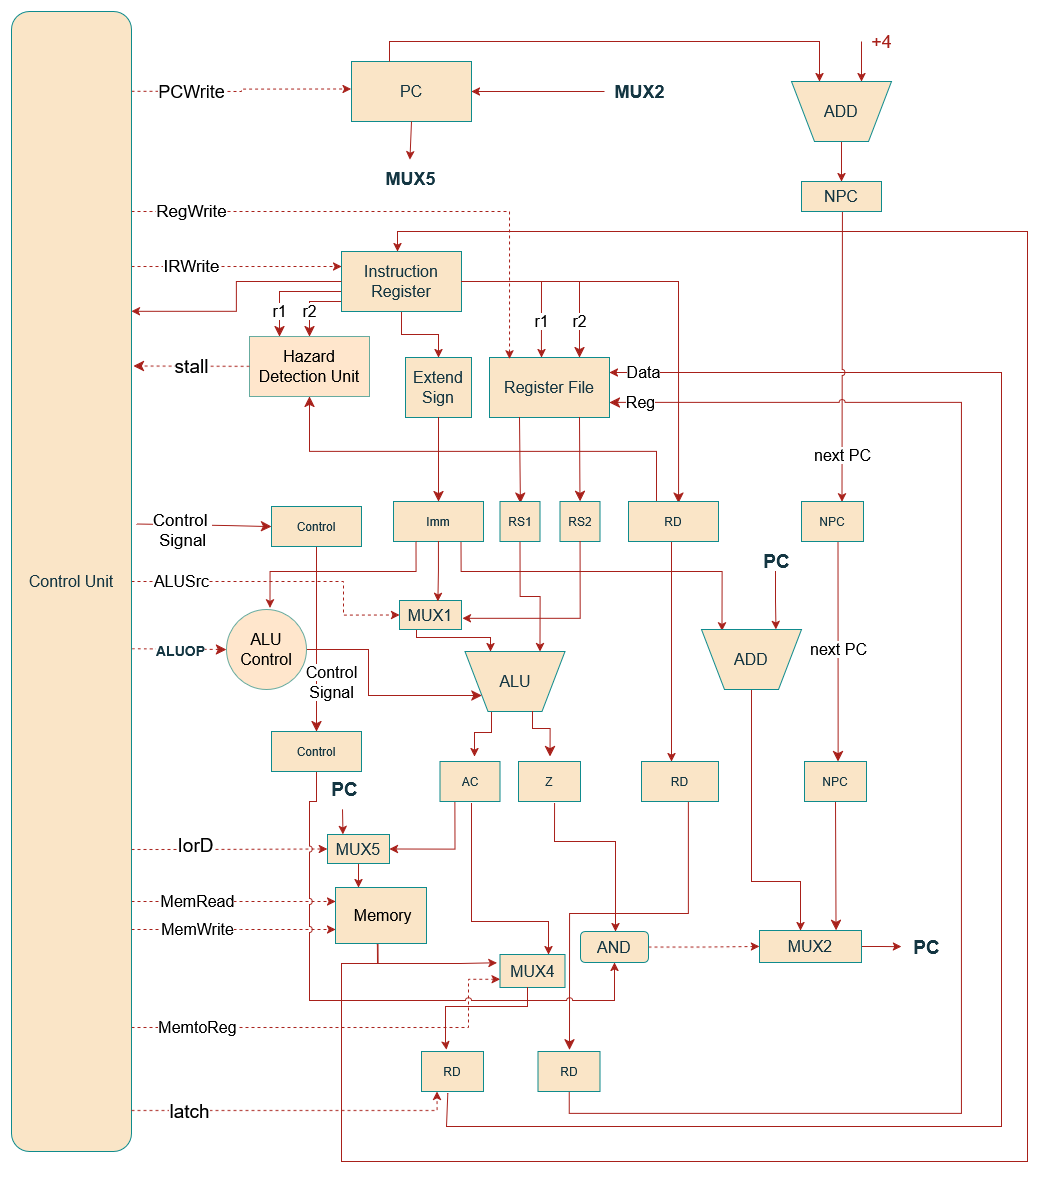 +4
PCWrite
PC
MUX2
ADD
MUX5
NPC
RegWrite
IRWrite
Instruction
Register
r1
r2
r1
r2
stall
Hazard
Detection Unit
Extend
Sign
Register File
Data
Reg
next PC
Control
Signal
Control
Imm
RS1
RS2
RD
NPC
PC
Control Unit
ALUSrc
MUX1
ALUOP
ALU
Control
Control
Signal
ALU
ADD
next PC
Control
AC
Z
RD
NPC
PC
IorD
MUX5
MemRead
MemWrite
Memory
MUX4
AND
MUX2
PC
MemtoReg
RD
RD
latch